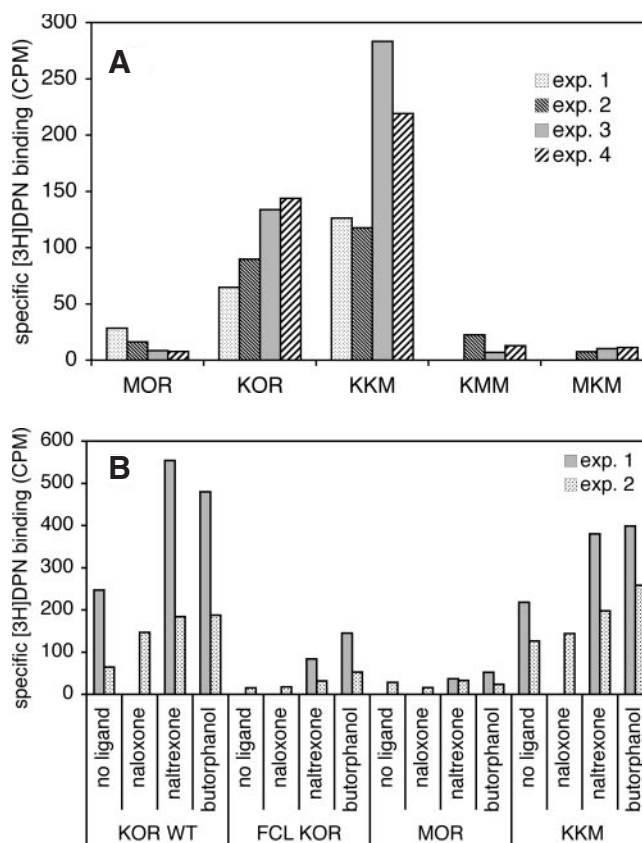 A
specific [3H]DPN binding (CPM)
300
250
200
150
100
50
0
exp. 1
exp. 2
exp. 3
exp. 4
MOR KOR KKM KMM MKM
B
specific [3H]DPN binding (CPM)
600
500
400
300
200
100
0
exp. 1
exp. 2
no ligand
naloxone
naltrexone
butorphanol
no ligand
naloxone
naltrexone
butorphanol
no ligand
naloxone
naltrexone
butorphanol
no ligand
naloxone
naltrexone
butorphanol
KOR WT FCL KOR MOR KKM